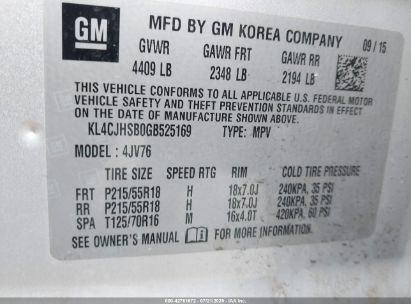 GM
MFD BY GM KOREA COMPANY 09/15
GVWR GAWR FRT GAWR RR
4409 LB 2348 LB 2194 LB
THIS VEHICLE CONFORMS TO ALL APPLICABLE U.S. FEDERAL MOTOR
VEHICLE SAFETY AND THEFT PREVENTION STANDARDS IN EFFECT
ON THE DATE OF MANUFACTURE SHOWN ABOVE.
KL4CJHSB0GB525169 TYPE: MPV
MODEL: 4JV76
TIRE SIZE SPEED RTG RIM COLD TIRE PRESSURE
FRT P215/55R18 H 18x7.0J 240KPA, 35 PSI
RR P215/55R18 H 18x7.0J 240KPA, 35 PSI
SPA T125/70R16 M 16x4.0T 420KPA, 60 PSI
SEE OWNER'S MANUAL FOR MORE INFORMATION.